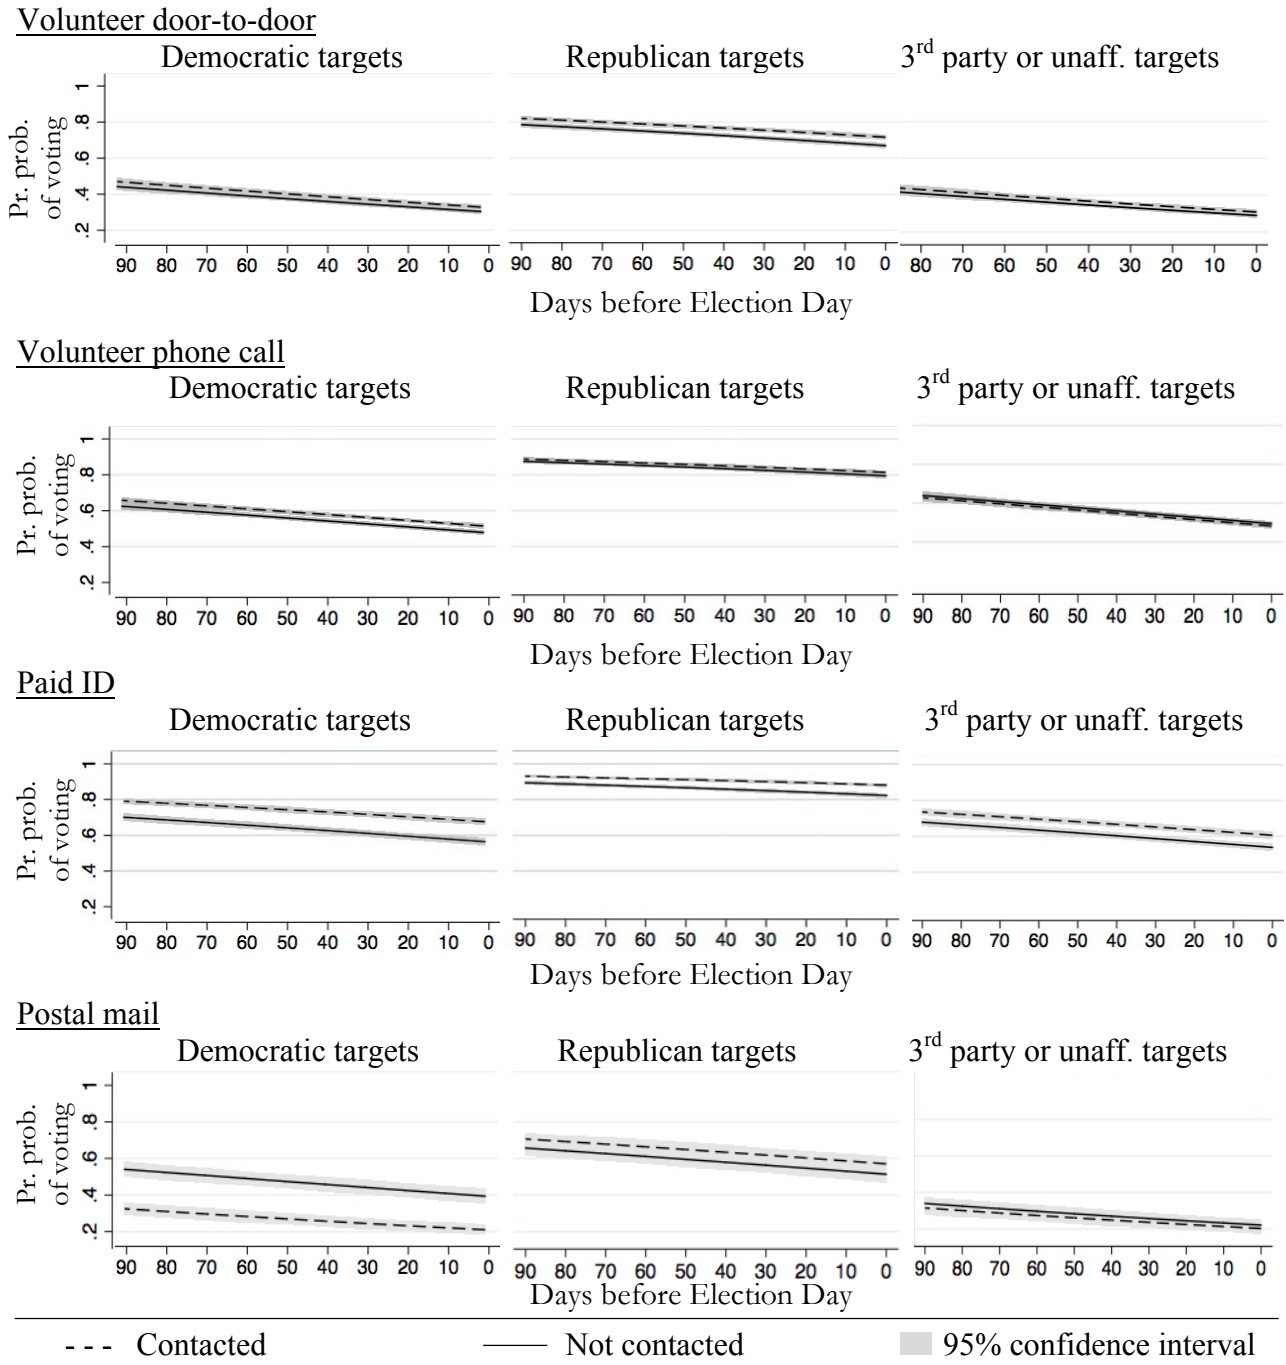 Volunteer door-to-door
Democratic targets Republican targets 3rd party or unaff. targets
Pr. prob.
of voting
1
.8
.6
.4
.2
90 80 70 60 50 40 30 20 10 0
90 80 70 60 50 40 30 20 10 0
80 70 60 50 40 30 20 10 0
Days before Election Day
Volunteer phone call
Democratic targets Republican targets 3rd party or unaff. targets
Pr. prob.
of voting
1
.8
.6
.4
.2
90 80 70 60 50 40 30 20 10 0
90 80 70 60 50 40 30 20 10 0
90 80 70 60 50 40 30 20 10 0
Days before Election Day
Paid ID
Democratic targets Republican targets 3rd party or unaff. targets
Pr. prob.
of voting
1
.8
.6
.4
.2
90 80 70 60 50 40 30 20 10 0
90 80 70 60 50 40 30 20 10 0
90 80 70 60 50 40 30 20 10 0
Days before Election Day
Postal mail
Democratic targets Republican targets 3rd party or unaff. targets
Pr. prob.
of voting
1
.8
.6
.4
.2
90 80 70 60 50 40 30 20 10 0
90 80 70 60 50 40 30 20 10 0
90 80 70 60 50 40 30 20 10 0
Days before Election Day
- - - Contacted —— Not contacted 95% confidence interval